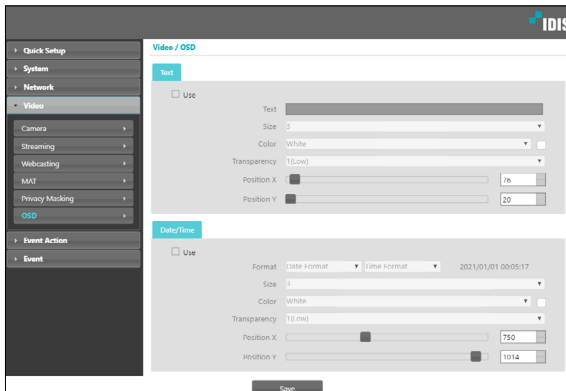 IDIS
Quick Setup
System
Network
Video
Camera
Streaming
Webcasting
MAT
Privacy Masking
OSD
Event Action
Event
Video / OSD
Text
Use
Text
Size 3
Color White
Transparency 1(Low)
Position X 76
Position Y 20
Date/Time
Use
Format Date Format Time Format 2021/01/01 00:05:17
Size 4
Color White
Transparency 1(Low)
Position X 750
Position Y 1014
Save